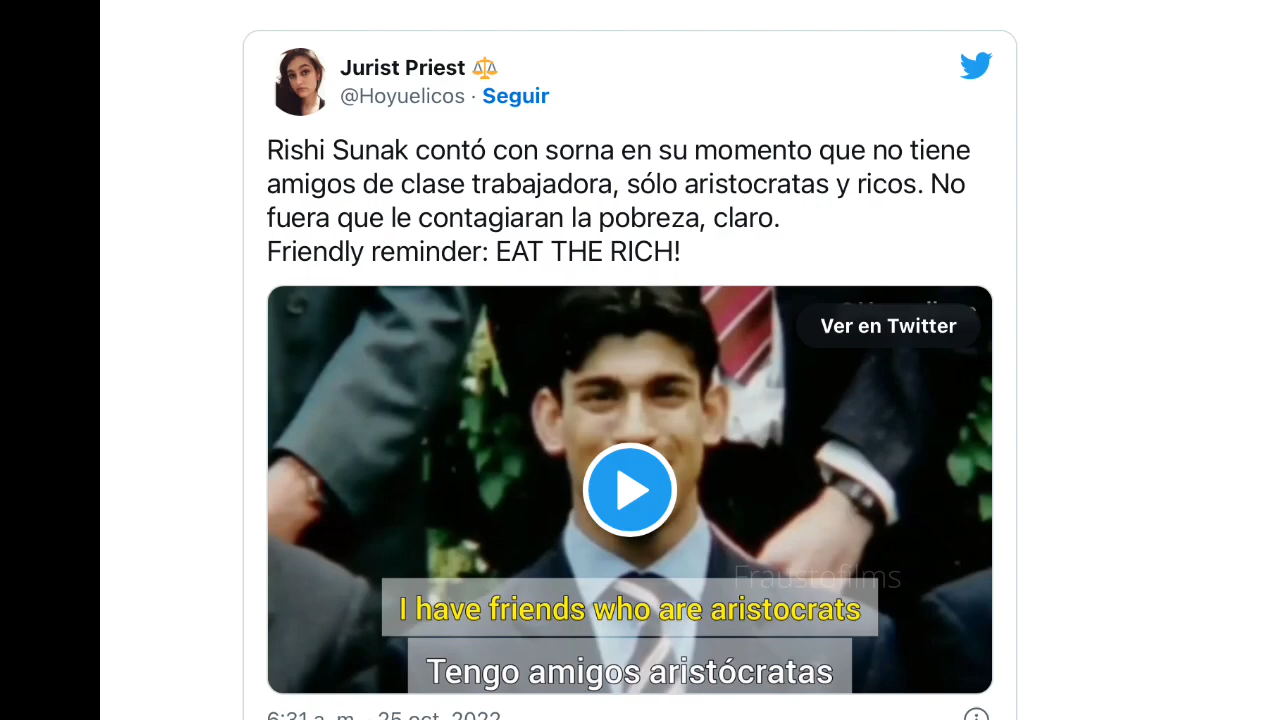 Jurist Priest
@Hoyuelicos · Seguir
Rishi Sunak contó con sorna en su momento que no tiene
amigos de clase trabajadora, sólo aristocratas y ricos. No
fuera que le contagiaran la pobreza, claro.
Friendly reminder: EAT THE RICH!
Ver en Twitter
Fraustofilms
I have friends who are aristocrats
Tengo amigos aristócratas
6:31 a. m. · 25 oct. 2022